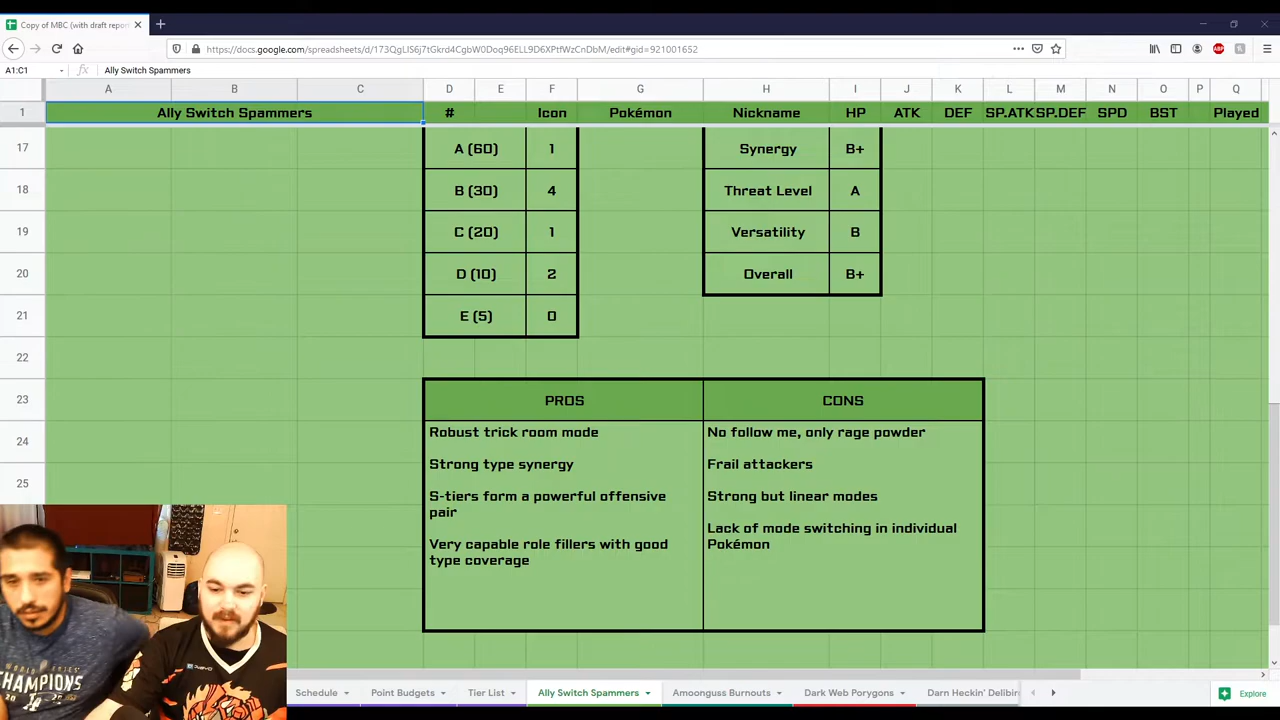 Copy of MBC (with draft repor
https://docs.google.com/spreadsheets/d/173QgLIS6j7tGkrd4CgbW0Doq96ELL9D6XPtfWzCnDbM/edit#gid=921001652
ABP
A1:C1
fx
Ally Switch Spammers
A B C D E F G H I J K L M N O P Q
1 Ally Switch Spammers # Icon Pokémon Nickname HP ATK DEF SP.ATK SP.DEF SPD BST Played
17 A (60) 1 Synergy B+
18 B (30) 4 Threat Level A
19 C (20) 1 Versatility B
20 D (10) 2 Overall B+
21 E (5) 0
22
23 PROS CONS
24 Robust trick room mode No follow me, only rage powder
Strong type synergy Frail attackers
25 S-tiers form a powerful offensive Strong but linear modes
pair
Lack of mode switching in individual
Very capable role fillers with good Pokémon
type coverage
WORLD SERIES
CHAMPIONS
Schedule Point Budgets Tier List Ally Switch Spammers Amoonguss Burnouts Dark Web Porygons Darn Heckin' Delibir
Explore